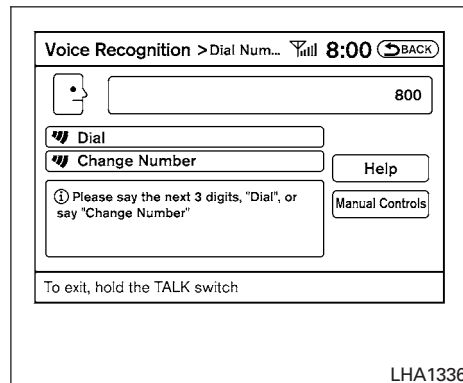 Voice Recognition >Dial Num... 8:00 BACK
800
Dial
Change Number
Help
Manual Controls
Please say the next 3 digits, "Dial", or
say "Change Number"
To exit, hold the TALK switch
LHA1336